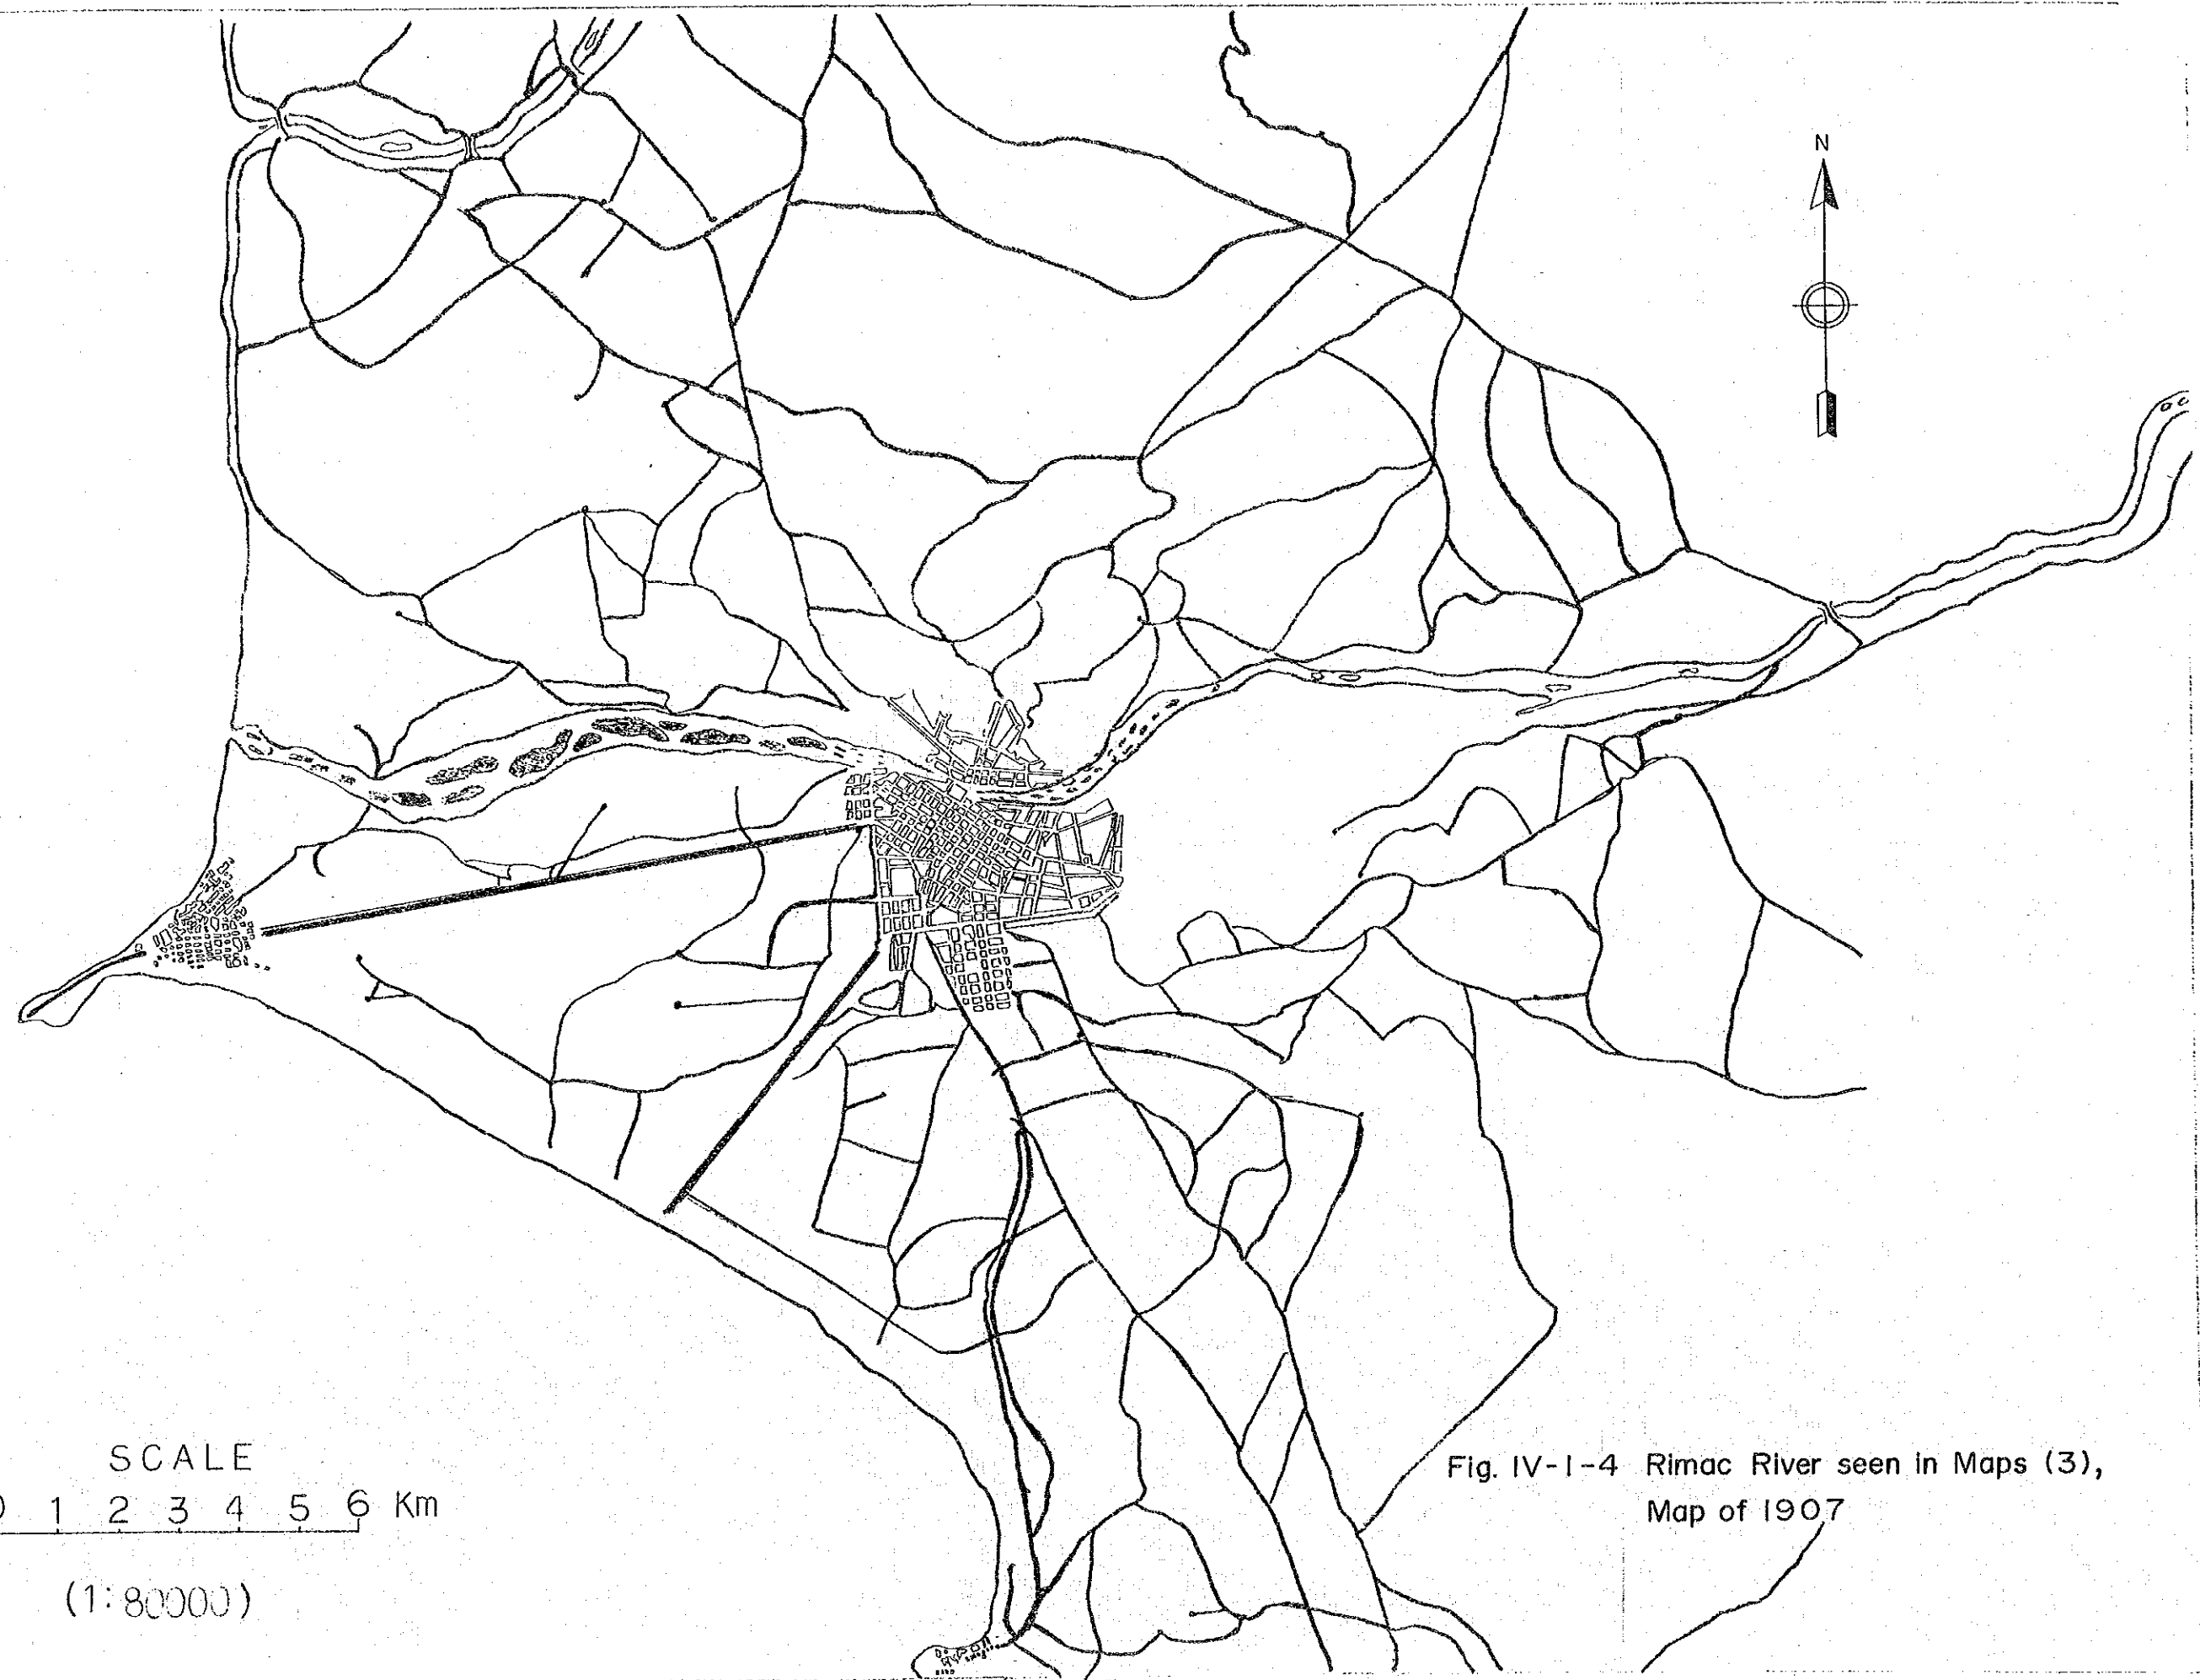 N
SCALE
0 1 2 3 4 5 6 Km
(1:80000)
Fig. IV-1-4 Rimac River seen in Maps (3),
Map of 1907